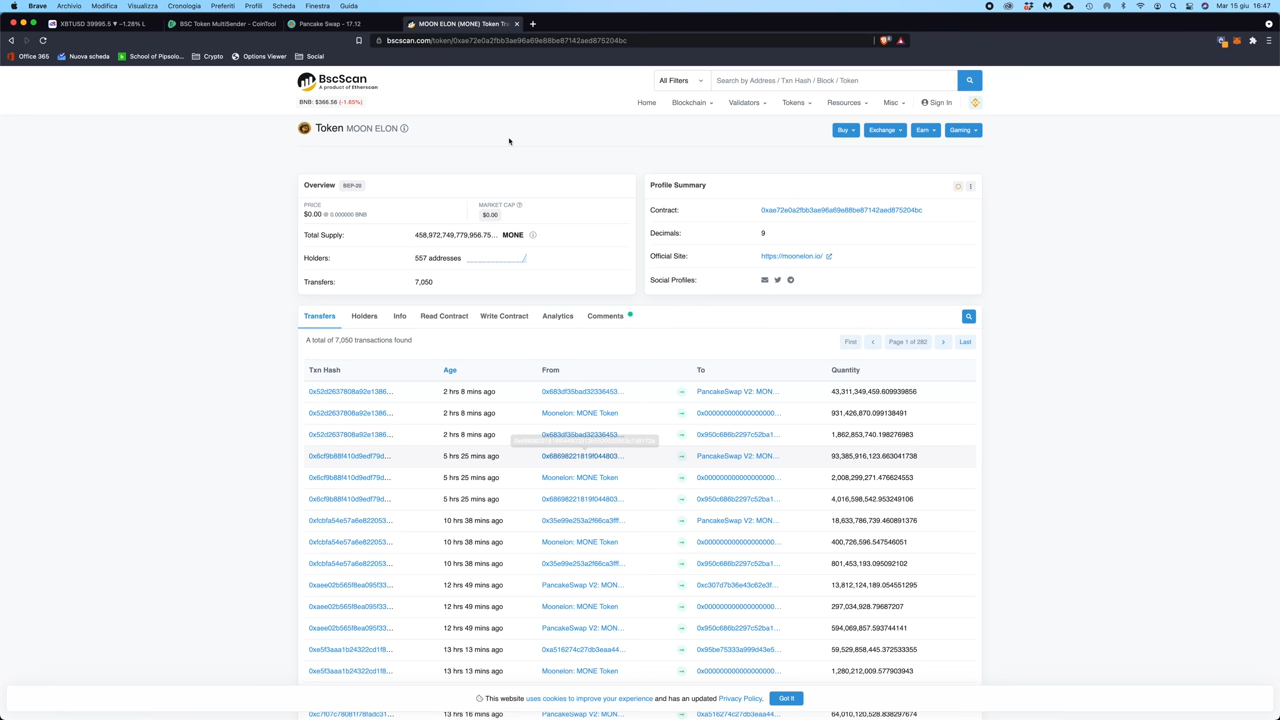 Brave Archivio Modifica Visualizza Cronologia Preferiti Profili Scheda Finestra Guida Mar 15 giu 16:47
XBTUSD 39995.5 ▼ −1.28% L BSC Token MultiSender - CoinTool Pancake Swap - 17.12 MOON ELON (MONE) Token Tr
bscscan.com/token/0xae72e0a2fbb3ae96a69e88be87142aed875204bc
Office 365 Nuova scheda School of Pipsolo... Crypto Options Viewer Social
BscScan
A product of Etherscan
All Filters Search by Address / Txn Hash / Block / Token
BNB: $366.56 (-1.85%)
Home Blockchain Validators Tokens Resources Misc Sign In
Token MOON ELON
Buy Exchange Earn Gaming
Overview BEP-20
PRICE MARKET CAP
$0.00 @ 0.000000 BNB $0.00
Total Supply: 458,972,749,779,956.75... MONE
Holders: 557 addresses
Transfers: 7,050
Profile Summary
Contract: 0xae72e0a2fbb3ae96a69e88be87142aed875204bc
Decimals: 9
Official Site: https://moonelon.io/
Social Profiles:
Transfers Holders Info Read Contract Write Contract Analytics Comments
A total of 7,050 transactions found
First Page 1 of 282 Last
Txn Hash Age From To Quantity
0x52d2637808a92e1386... 2 hrs 8 mins ago 0x683df35bad32336453... PancakeSwap V2: MON... 43,311,349,459.609939856
0x52d2637808a92e1386... 2 hrs 8 mins ago Moonelon: MONE Token 0x000000000000000000... 931,426,870.099138491
0x52d2637808a92e1386... 2 hrs 8 mins ago 0x683df35bad32336453... 0x950c686b2297c52ba1... 1,862,853,740.198276983
0x6cf9b88f410d9edf79d... 5 hrs 25 mins ago 0x68698221819f044803... PancakeSwap V2: MON... 93,385,916,123.663041738
0x6cf9b88f410d9edf79d... 5 hrs 25 mins ago Moonelon: MONE Token 0x000000000000000000... 2,008,299,271.476624553
0x6cf9b88f410d9edf79d... 5 hrs 25 mins ago 0x68698221819f044803... 0x950c686b2297c52ba1... 4,016,598,542.953249106
0xfcbfa54e57a6e822053... 10 hrs 38 mins ago 0x35e99e253a2f66ca3fff... PancakeSwap V2: MON... 18,633,786,739.460891376
0xfcbfa54e57a6e822053... 10 hrs 38 mins ago Moonelon: MONE Token 0x000000000000000000... 400,726,596.547546051
0xfcbfa54e57a6e822053... 10 hrs 38 mins ago 0x35e99e253a2f66ca3fff... 0x950c686b2297c52ba1... 801,453,193.095092102
0xaee02b565f8ea095f33... 12 hrs 49 mins ago PancakeSwap V2: MON... 0xc307d7b36e43c62e3f... 13,812,124,189.054551295
0xaee02b565f8ea095f33... 12 hrs 49 mins ago Moonelon: MONE Token 0x000000000000000000... 297,034,928.79687207
0xaee02b565f8ea095f33... 12 hrs 49 mins ago PancakeSwap V2: MON... 0x950c686b2297c52ba1... 594,069,857.593744141
0xe5f3aaa1b24322cd1f8... 13 hrs 13 mins ago 0xa516274c27db3eaa44... 0x95be75333a999d43e5... 59,529,858,445.372533355
0xe5f3aaa1b24322cd1f8... 13 hrs 13 mins ago Moonelon: MONE Token 0x000000000000000000... 1,280,212,009.577903943
This website uses cookies to improve your experience and has an updated Privacy Policy. Got It
0xc7f07c78081f78fadc31... 13 hrs 16 mins ago PancakeSwap V2: MON... 0xa516274c27db3eaa44... 64,010,120,528.838297674